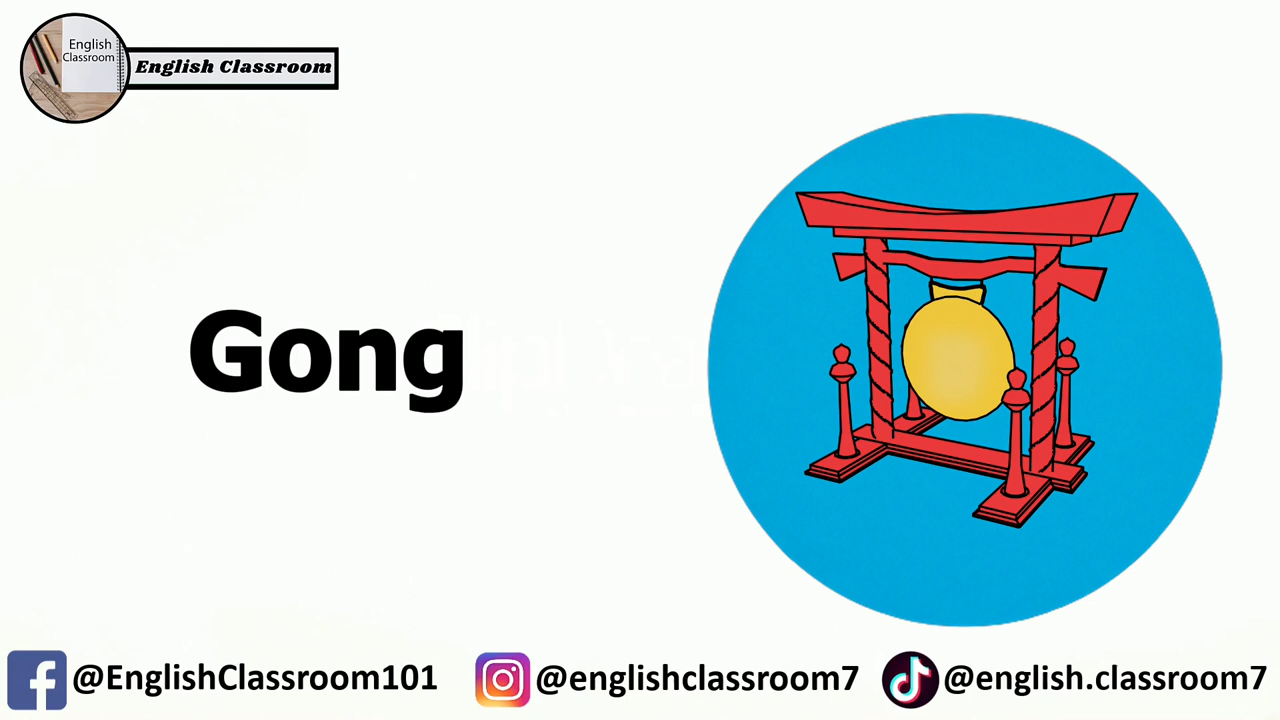 English
Classroom
English Classroom
Gong
@EnglishClassroom101
@englishclassroom7
@english.classroom7